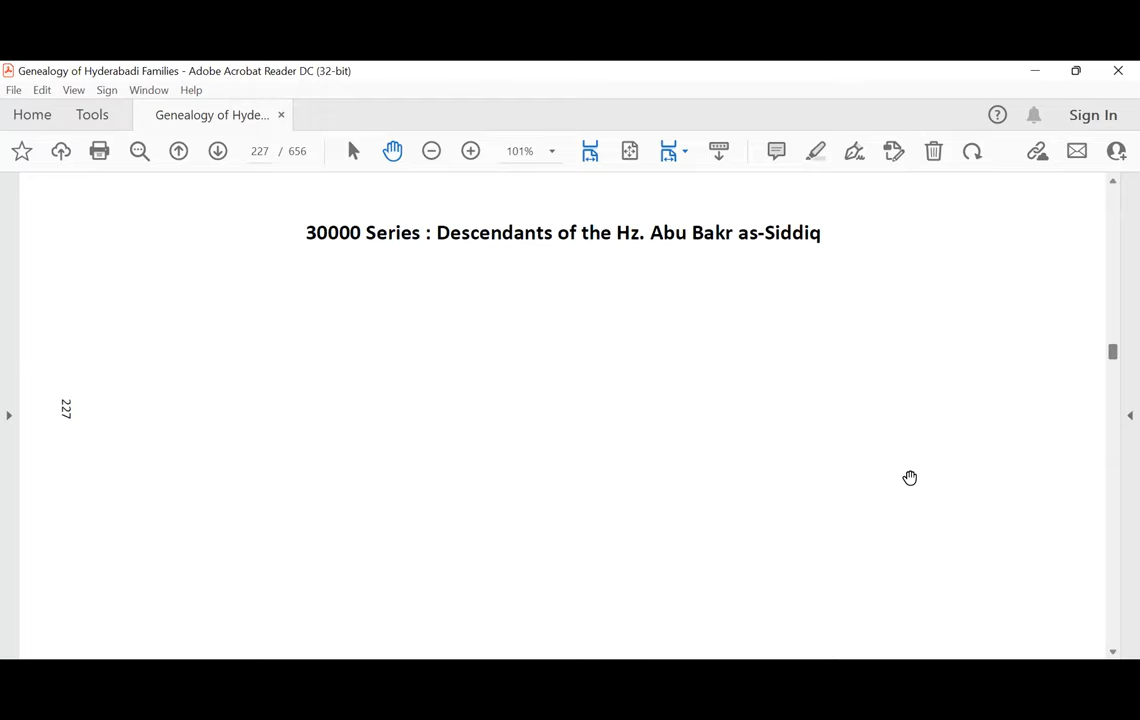 Genealogy of Hyderabadi Families - Adobe Acrobat Reader DC (32-bit)
File Edit View Sign Window Help
Home Tools Genealogy of Hyde... × Sign In
227 / 656 101%
30000 Series : Descendants of the Hz. Abu Bakr as-Siddiq
227